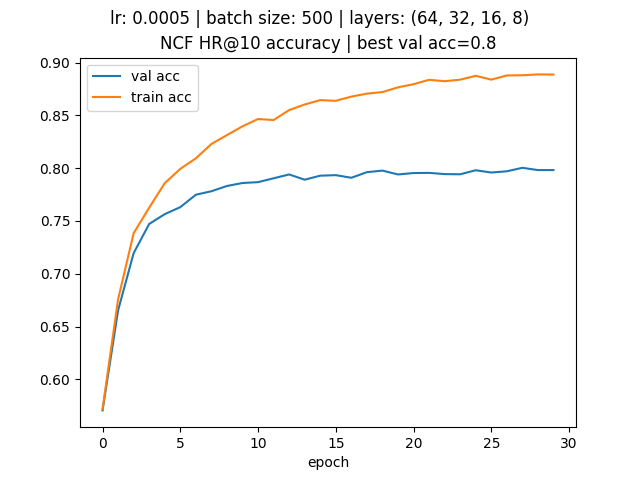 lr: 0.0005 | batch size: 500 | layers: (64, 32, 16, 8)
NCF HR@10 accuracy | best val acc=0.8
val acc
train acc
0.90
0.85
0.80
0.75
0.70
0.65
0.60
0 5 10 15 20 25 30
epoch